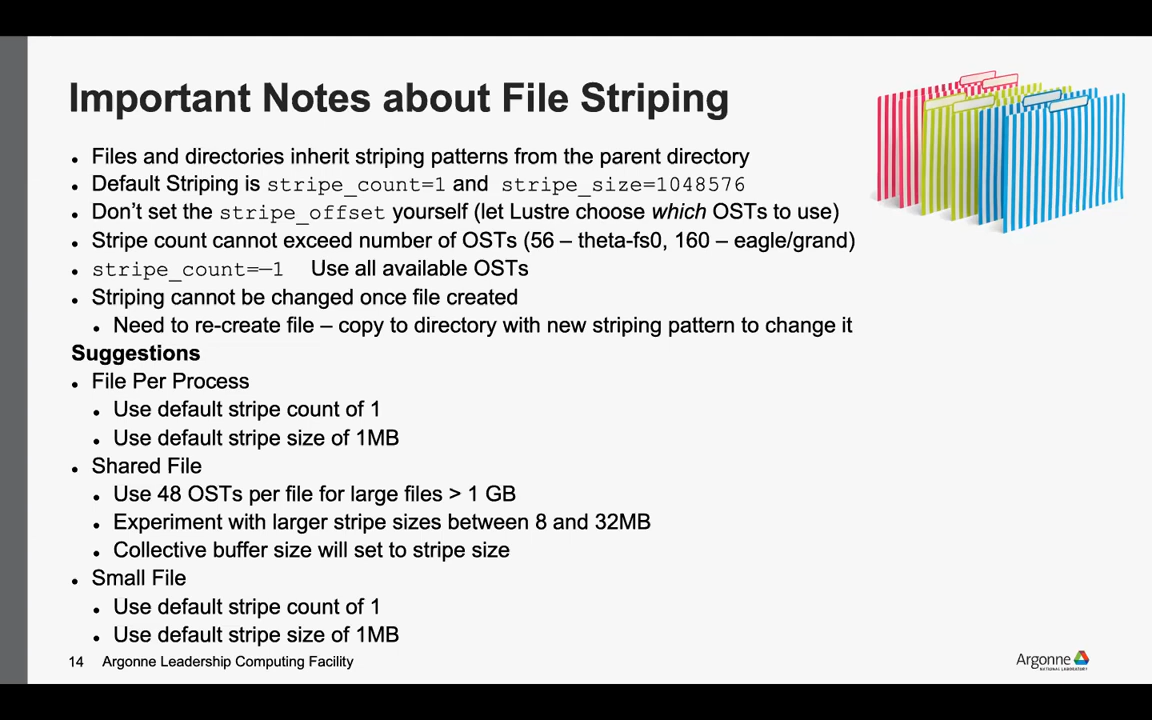 Important Notes about File Striping
• Files and directories inherit striping patterns from the parent directory
• Default Striping is stripe_count=1 and stripe_size=1048576
• Don’t set the stripe_offset yourself (let Lustre choose which OSTs to use)
• Stripe count cannot exceed number of OSTs (56 – theta-fs0, 160 – eagle/grand)
• stripe_count=–1 Use all available OSTs
• Striping cannot be changed once file created
• Need to re-create file – copy to directory with new striping pattern to change it
Suggestions
• File Per Process
• Use default stripe count of 1
• Use default stripe size of 1MB
• Shared File
• Use 48 OSTs per file for large files > 1 GB
• Experiment with larger stripe sizes between 8 and 32MB
• Collective buffer size will set to stripe size
• Small File
• Use default stripe count of 1
• Use default stripe size of 1MB
14 Argonne Leadership Computing Facility
Argonne
NATIONAL LABORATORY